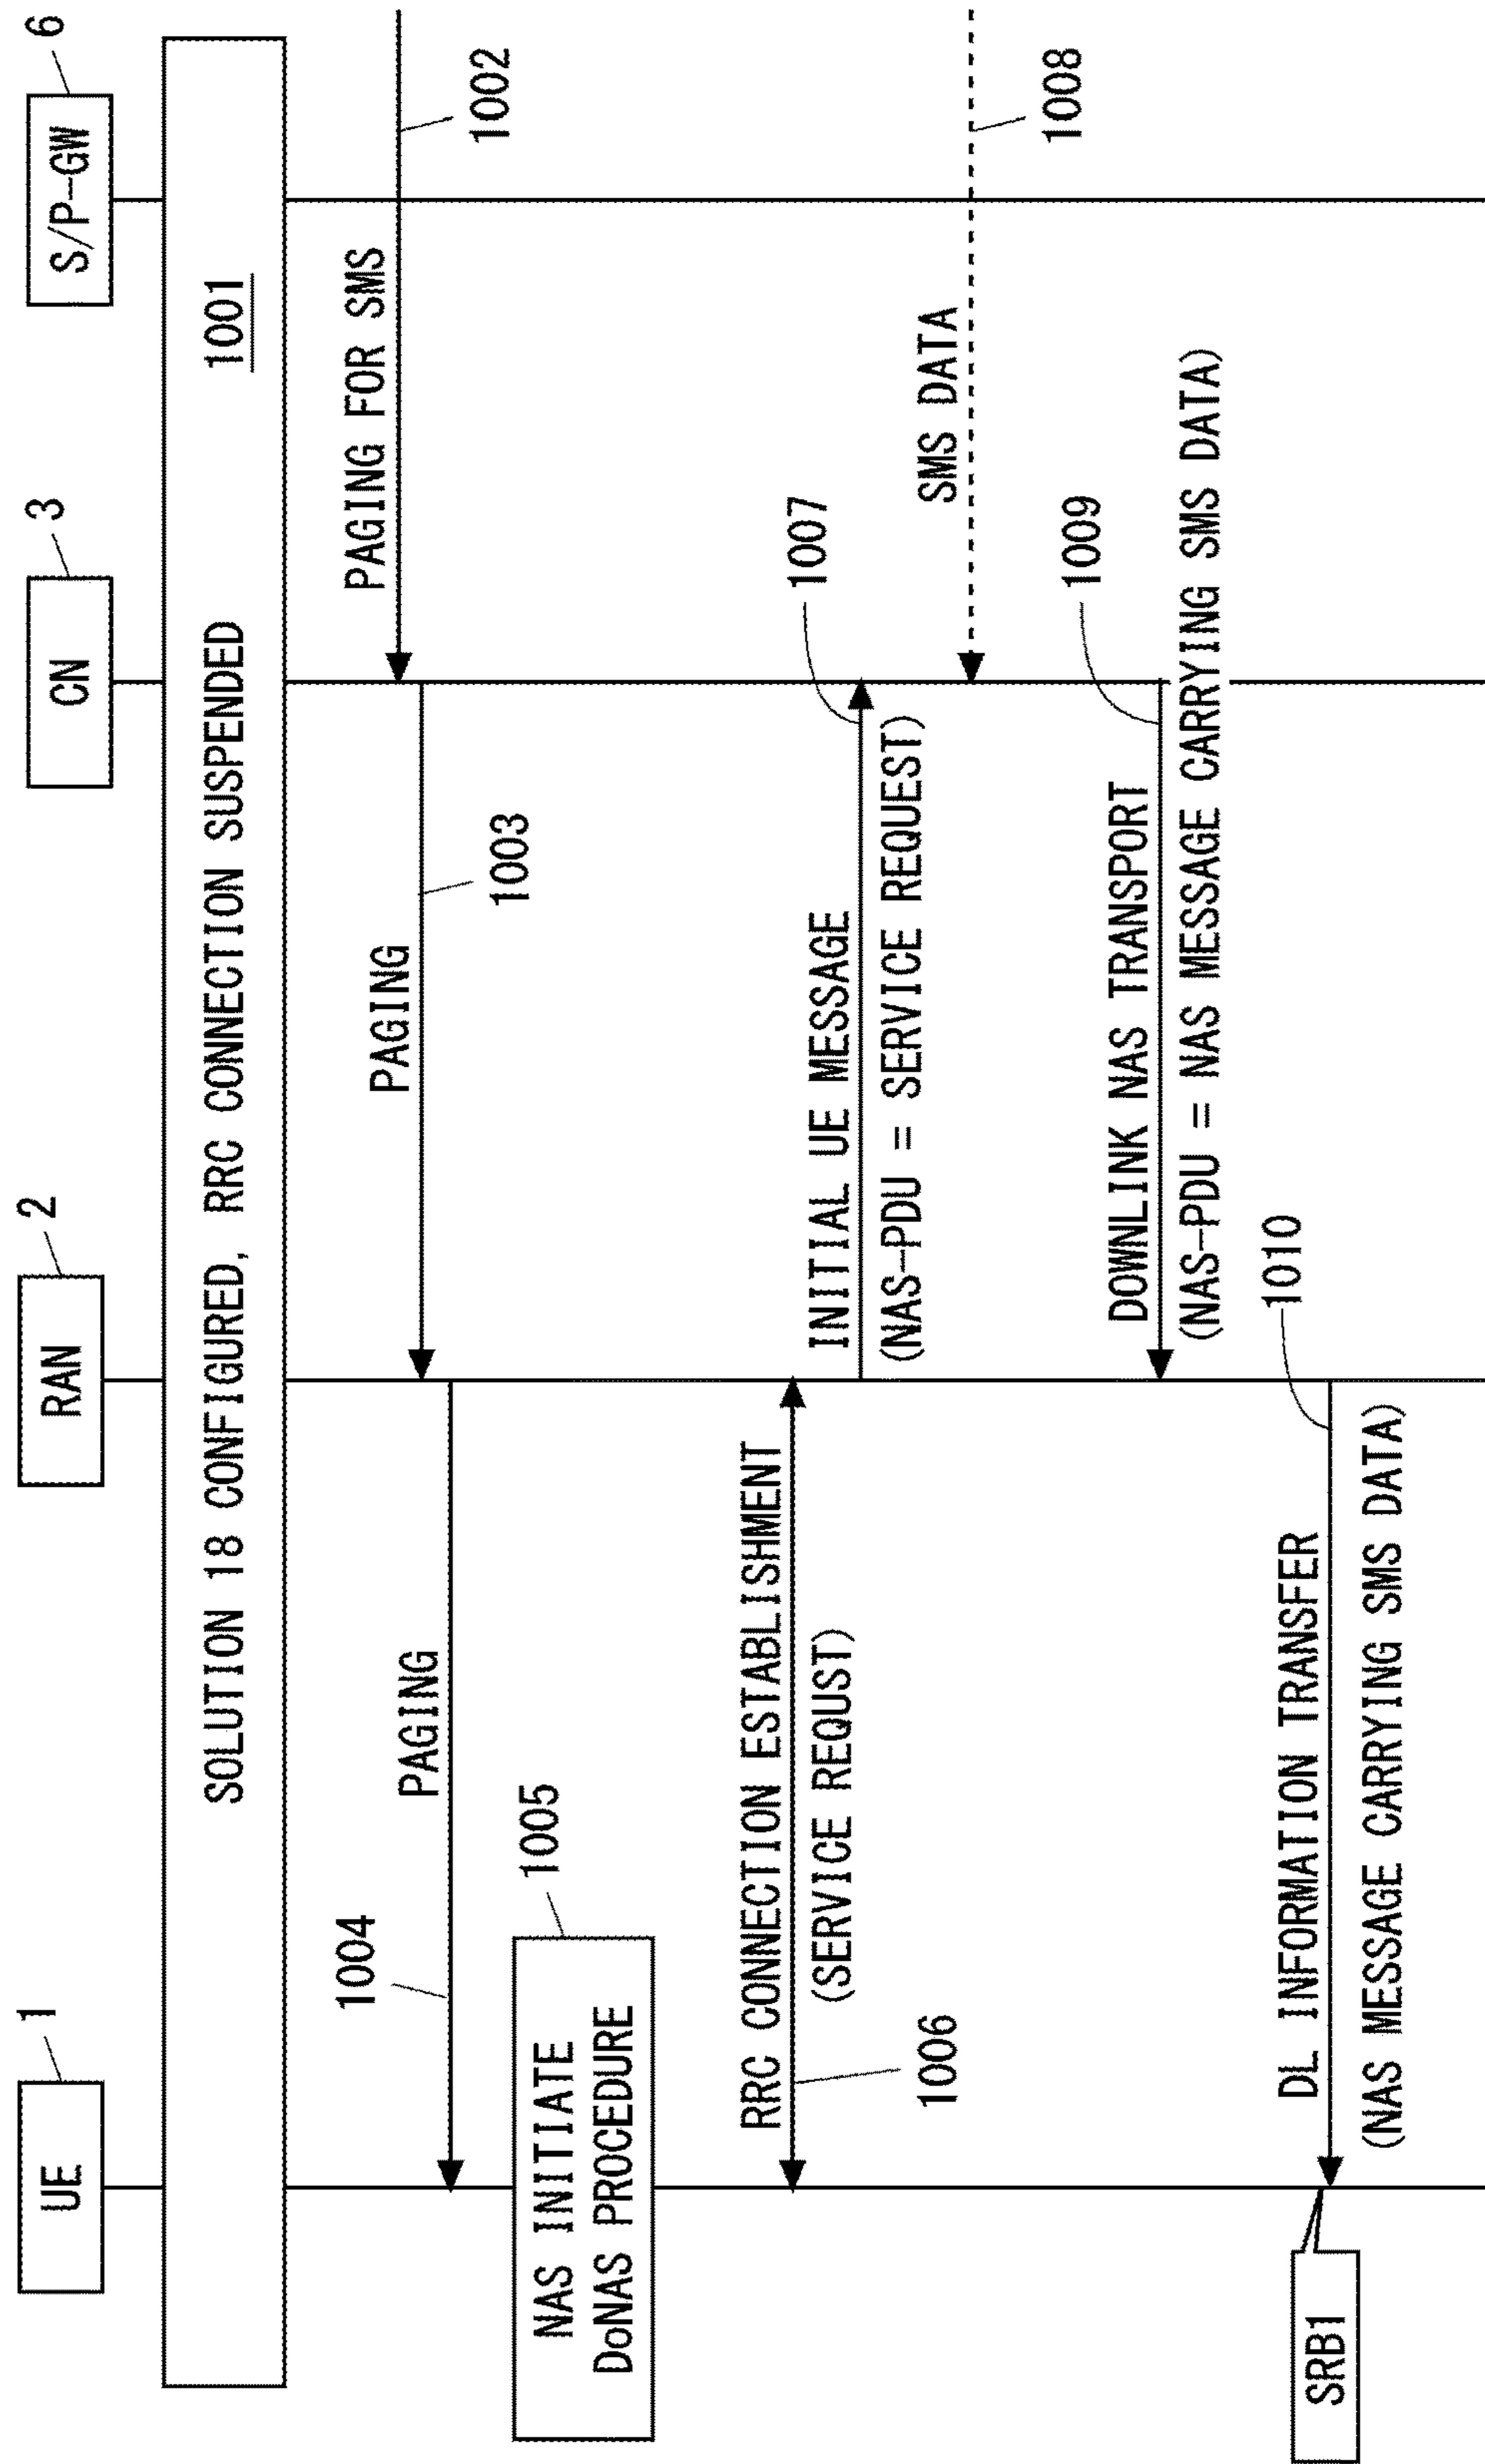 UE
1
RAN
2
CN
3
S/P-GW
6
SOLUTION 18 CONFIGURED, RRC CONNECTION SUSPENDED
1001
PAGING FOR SMS
1002
PAGING
1003
PAGING
1004
NAS INITIATE
DoNAS PROCEDURE
1005
RRC CONNECTION ESTABLISHMENT
(SERVICE REQUST)
1006
INITIAL UE MESSAGE
(NAS-PDU = SERVICE REQUEST)
1007
SMS DATA
1008
DOWNLINK NAS TRANSPORT
(NAS-PDU = NAS MESSAGE CARRYING SMS DATA)
1009
DL INFORMATION TRANSFER
(NAS MESSAGE CARRYING SMS DATA)
1010
SRB1